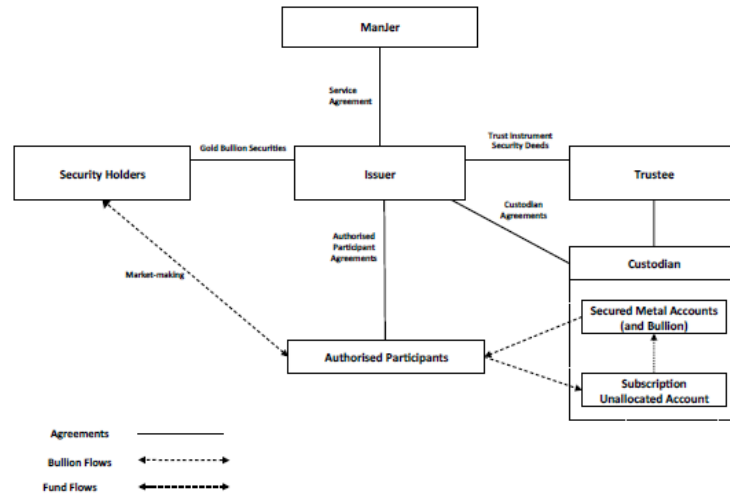 ManJer
Service
Agreement
Gold Bullion Securities
Trust Instrument
Security Deeds
Security Holders
Issuer
Trustee
Custodian
Agreements
Authorised
Participant
Agreements
Custodian
Market-making
Secured Metal Accounts
(and Bullion)
Authorised Participants
Subscription
Unallocated Account
Agreements
Bullion Flows
Fund Flows